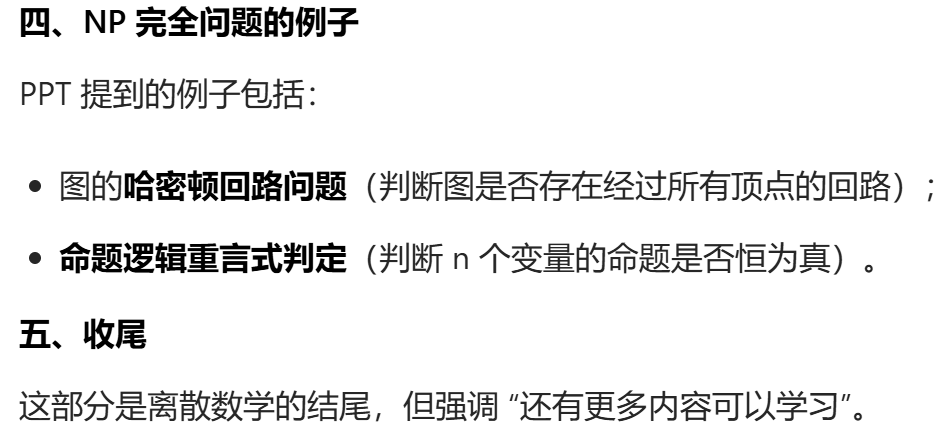 四、NP 完全问题的例子
PPT 提到的例子包括：
• 图的哈密顿回路问题（判断图是否存在经过所有顶点的回路）；
• 命题逻辑重言式判定（判断 n 个变量的命题是否恒为真）。
五、收尾
这部分是离散数学的结尾，但强调 “还有更多内容可以学习”。